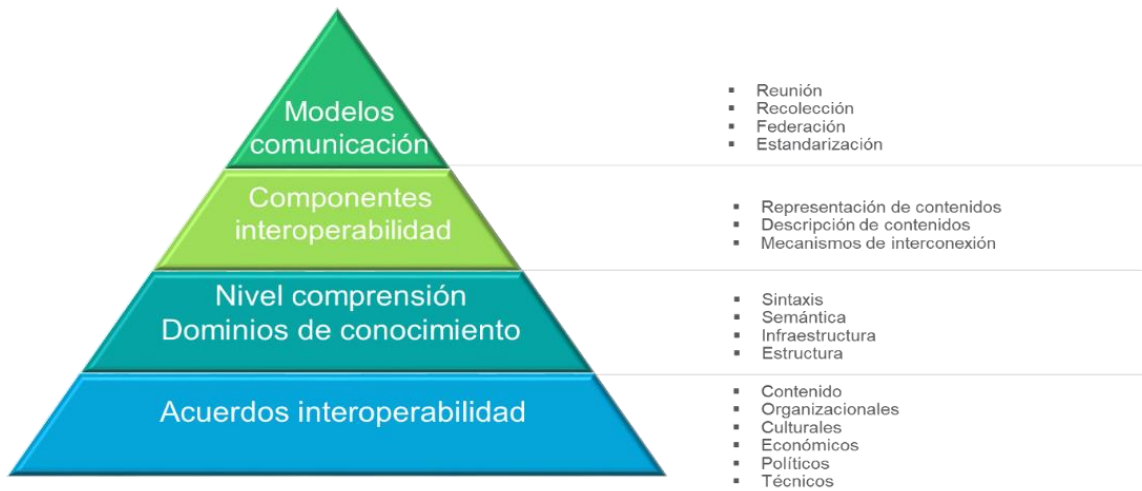 Modelos
comunicación
▪ Reunión
▪ Recolección
▪ Federación
▪ Estandarización
Componentes
interoperabilidad
▪ Representación de contenidos
▪ Descripción de contenidos
▪ Mecanismos de interconexión
Nivel comprensión
Dominios de conocimiento
▪ Sintaxis
▪ Semántica
▪ Infraestructura
▪ Estructura
Acuerdos interoperabilidad
▪ Contenido
▪ Organizacionales
▪ Culturales
▪ Económicos
▪ Políticos
▪ Técnicos